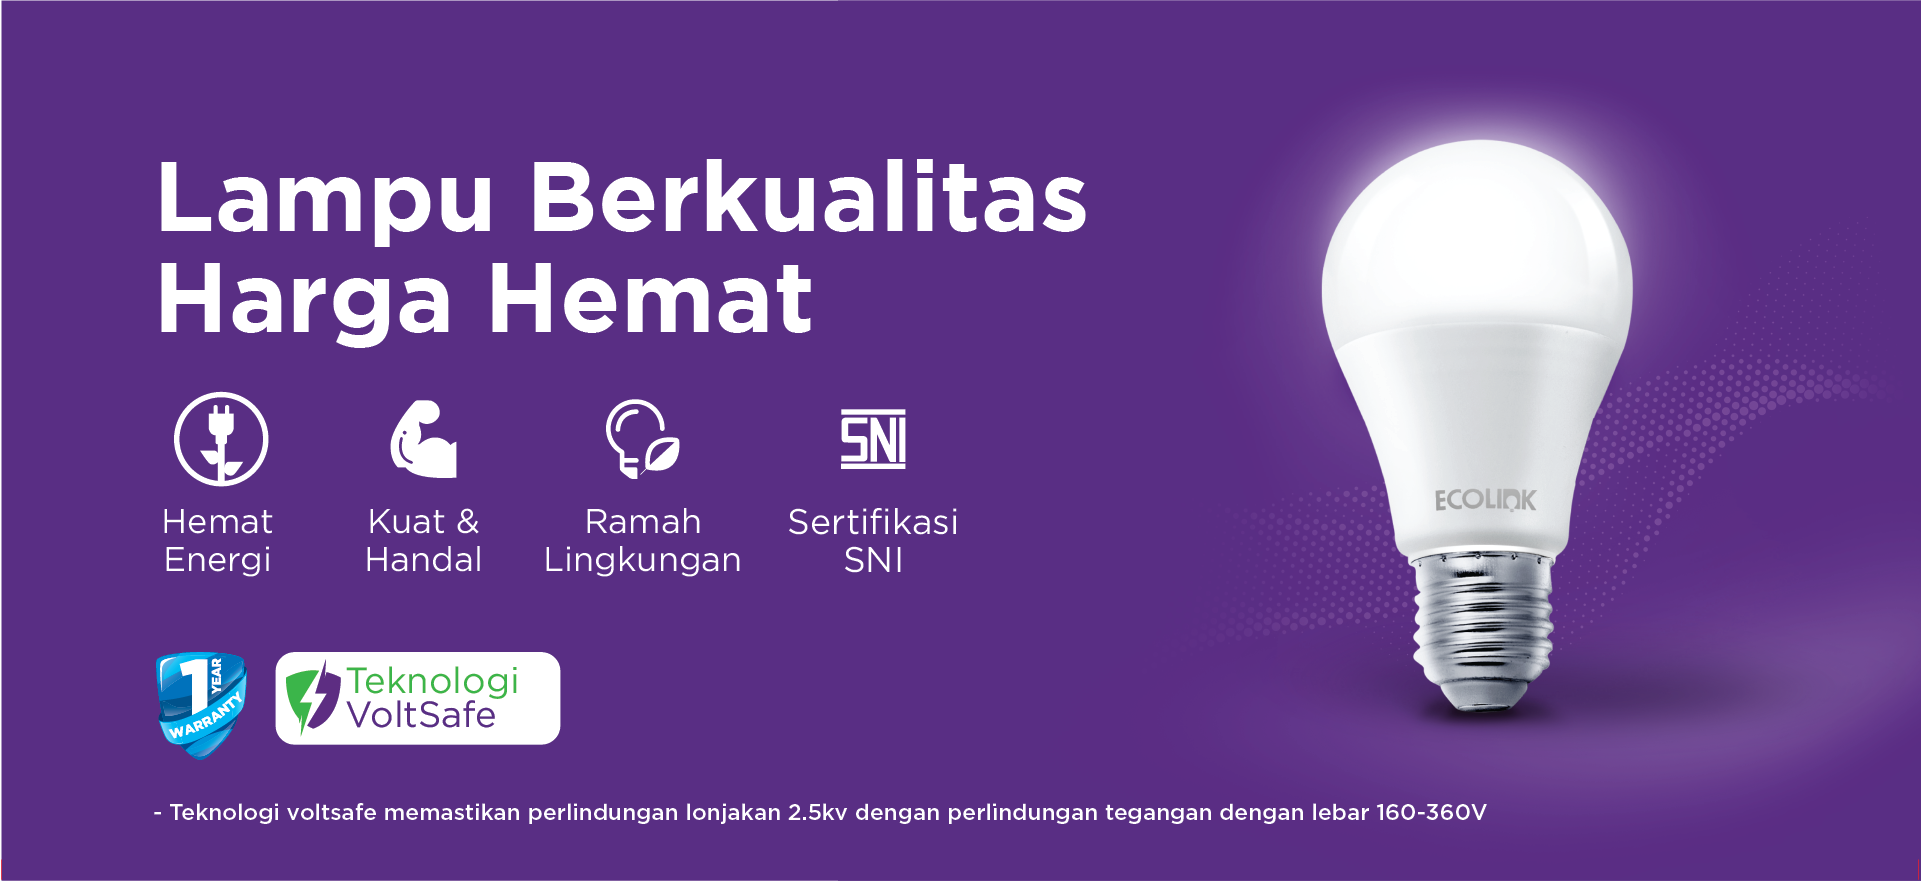 Lampu Berkualitas
Harga Hemat
SNI
Hemat
Energi
Kuat &
Handal
Ramah
Lingkungan
Sertifikasi
SNI
ECOLINK
1 YEAR
WARRANTY
Teknologi
VoltSafe
- Teknologi voltsafe memastikan perlindungan lonjakan 2.5kv dengan perlindungan tegangan dengan lebar 160-360V